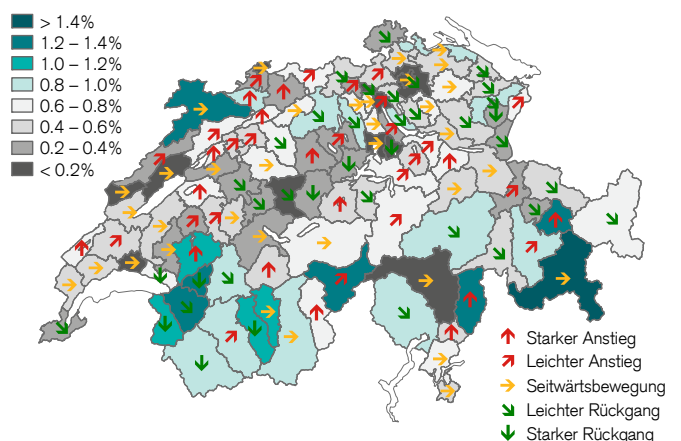 > 1.4%
1.2 – 1.4%
1.0 – 1.2%
0.8 – 1.0%
0.6 – 0.8%
0.4 – 0.6%
0.2 – 0.4%
< 0.2%
Starker Anstieg
Leichter Anstieg
Seitwärtsbewegung
Leichter Rückgang
Starker Rückgang